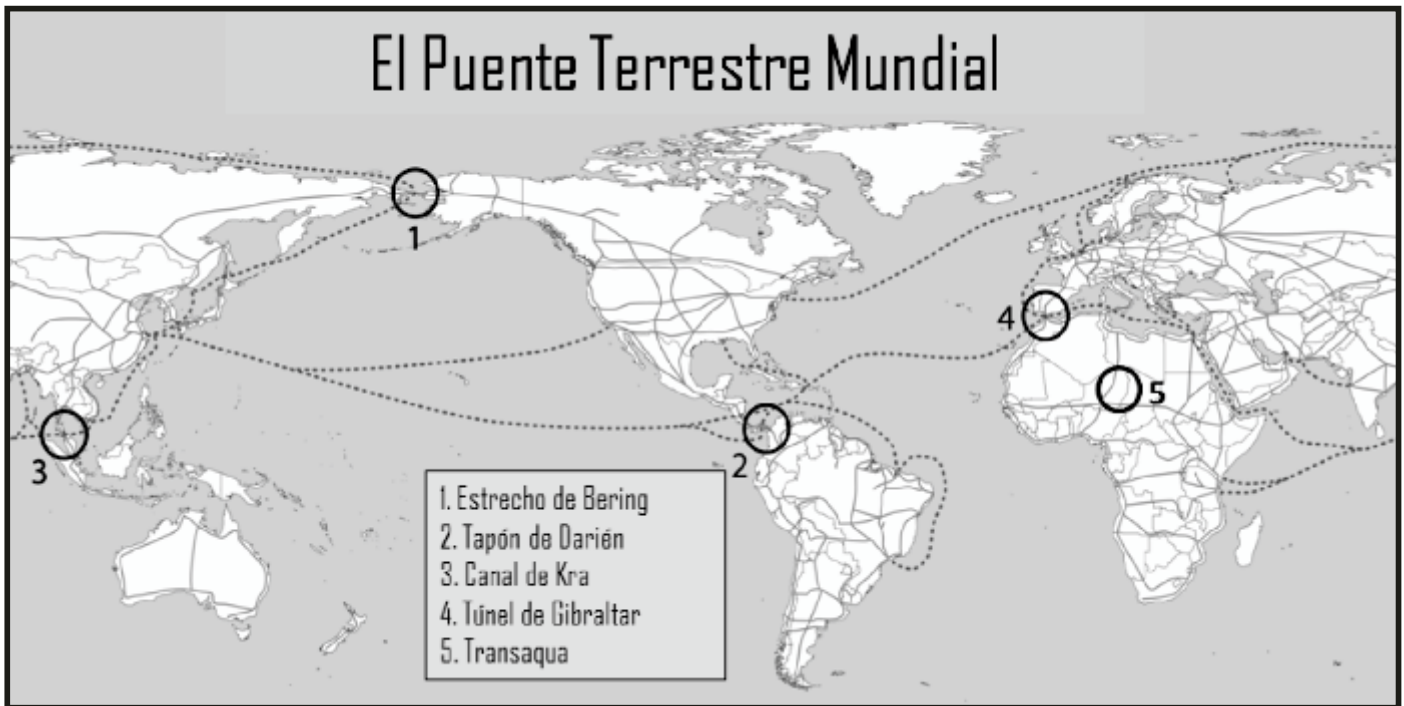 El Puente Terrestre Mundial
1
4
5
3
2
1. Estrecho de Bering
2. Tapón de Darién
3. Canal de Kra
4. Túnel de Gibraltar
5. Transaqua